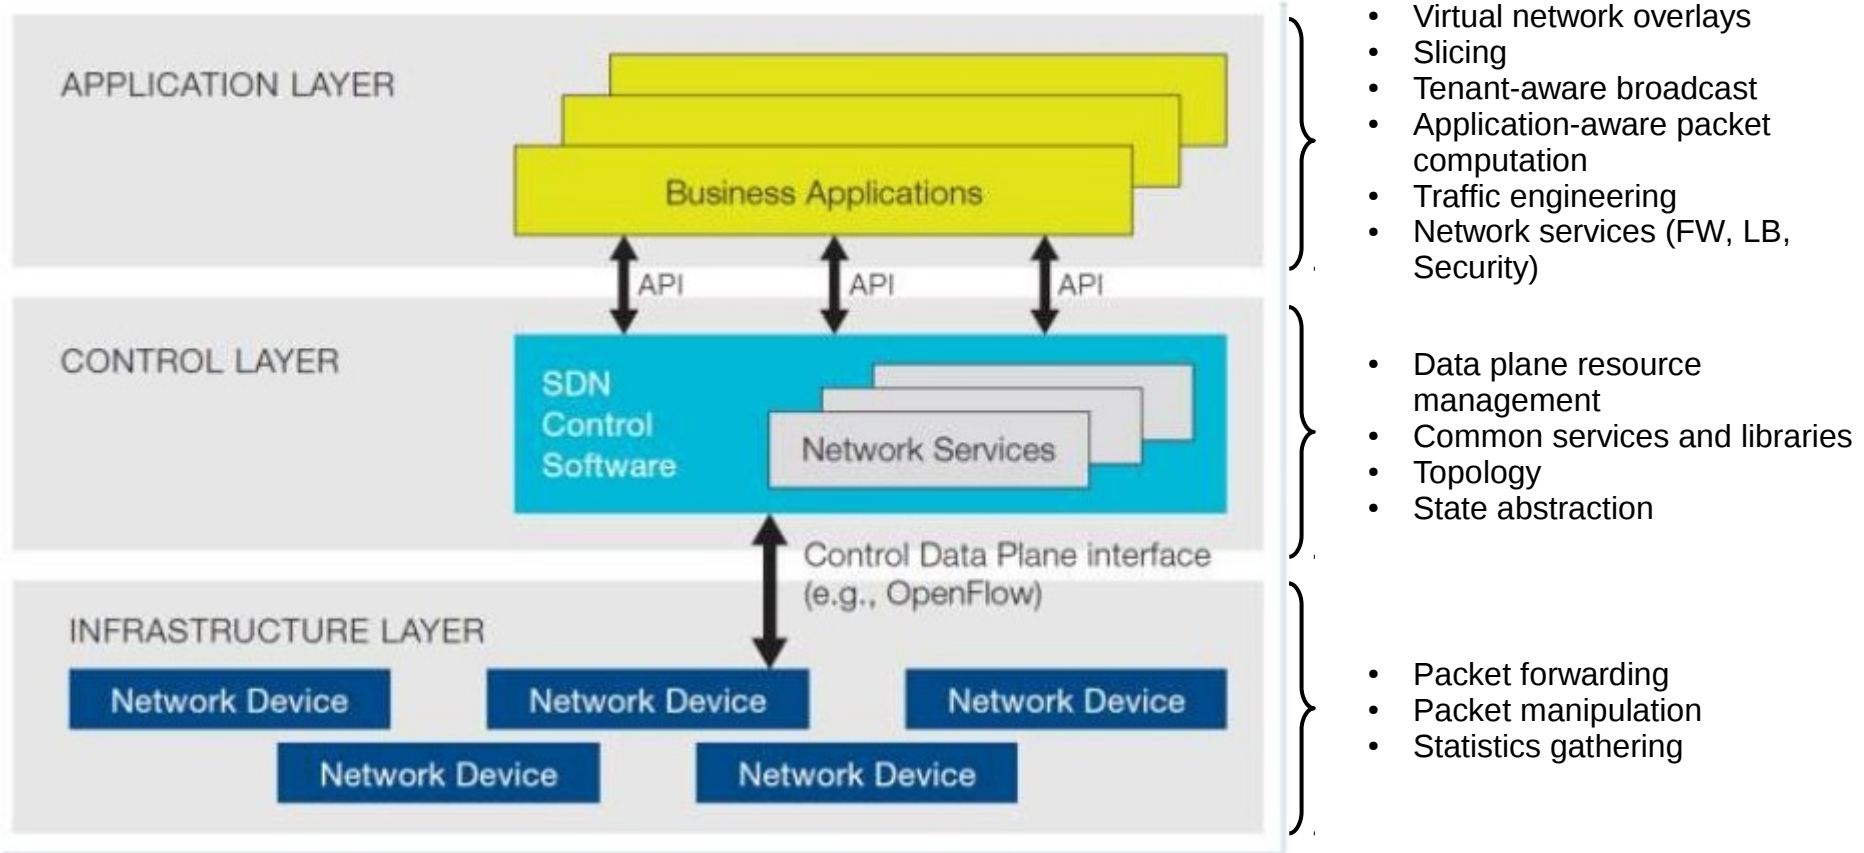 APPLICATION LAYER
Business Applications
API
API
API
CONTROL LAYER
SDN
Control
Software
Network Services
Control Data Plane interface
(e.g., OpenFlow)
INFRASTRUCTURE LAYER
Network Device
Network Device
Network Device
Network Device
Network Device
• Virtual network overlays
• Slicing
• Tenant-aware broadcast
• Application-aware packet
computation
• Traffic engineering
• Network services (FW, LB,
Security)
• Data plane resource
management
• Common services and libraries
• Topology
• State abstraction
• Packet forwarding
• Packet manipulation
• Statistics gathering